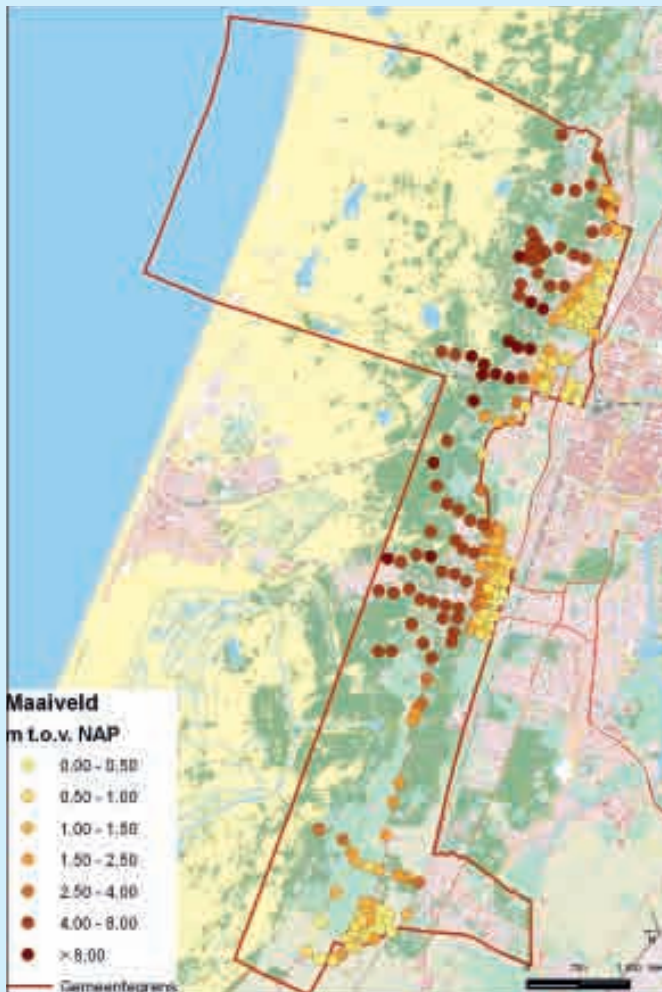 Maaiveld
m t.o.v. NAP
0.00 - 0.50
0.50 - 1.00
1.00 - 1.50
1.50 - 2.50
2.50 - 4.00
4.00 - 8.00
> 8.00
Gemeentegrens
N